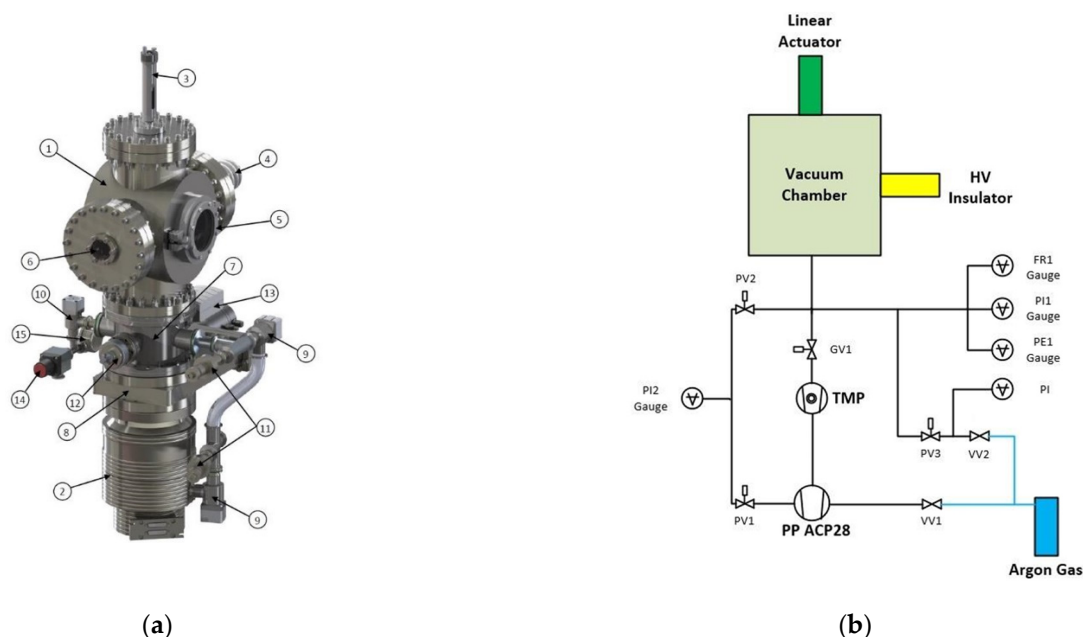 3
1
4
5
6
7
10
13
15
9
14
12
8
11
2
9
(a)
Linear
Actuator
Vacuum
Chamber
HV
Insulator
PV2
FR1
Gauge
PI1
Gauge
GV1
PE1
Gauge
PI2
Gauge
TMP
PI
PV3
VV2
PV1
VV1
PP ACP28
Argon Gas
(b)